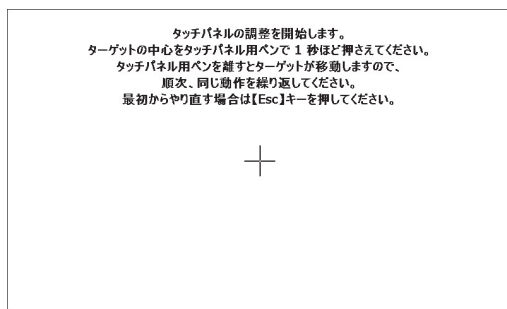 タッチパネルの調整を開始します。
ターゲットの中心をタッチパネル用ペンで 1 秒ほど押さえてください。
タッチパネル用ペンを離すとターゲットが移動しますので、
順次、同じ動作を繰り返してください。
最初からやり直す場合は【Esc】キーを押してください。